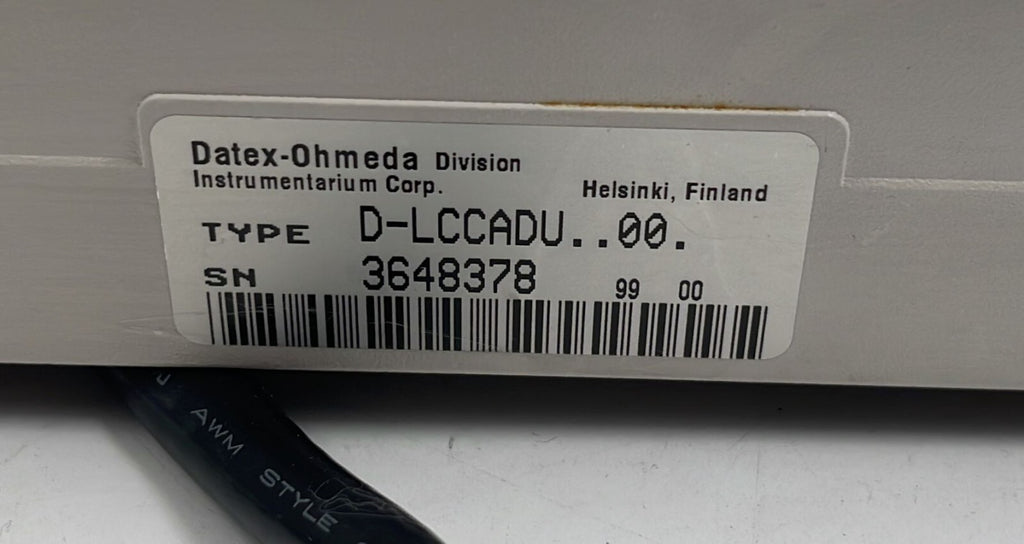 Datex-Ohmeda Division
Instrumentarium Corp. Helsinki, Finland
TYPE D-LCCADU..00.
SN 3648378 99 00
AWM STYLE